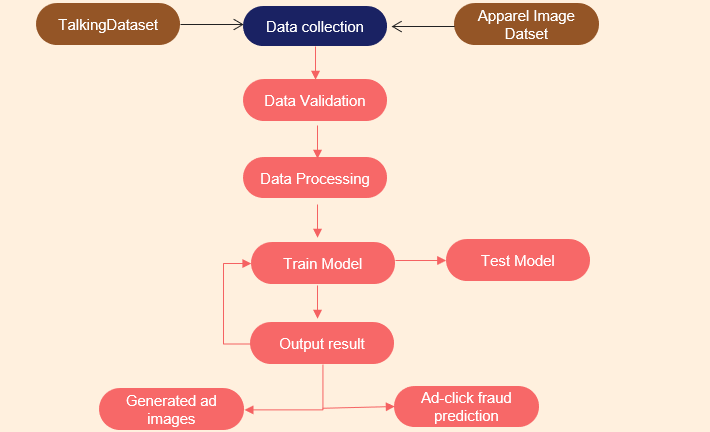 TalkingDataset
Data collection
Apparel Image
Datset
Data Validation
Data Processing
Train Model
Test Model
Output result
Generated ad
images
Ad-click fraud
prediction